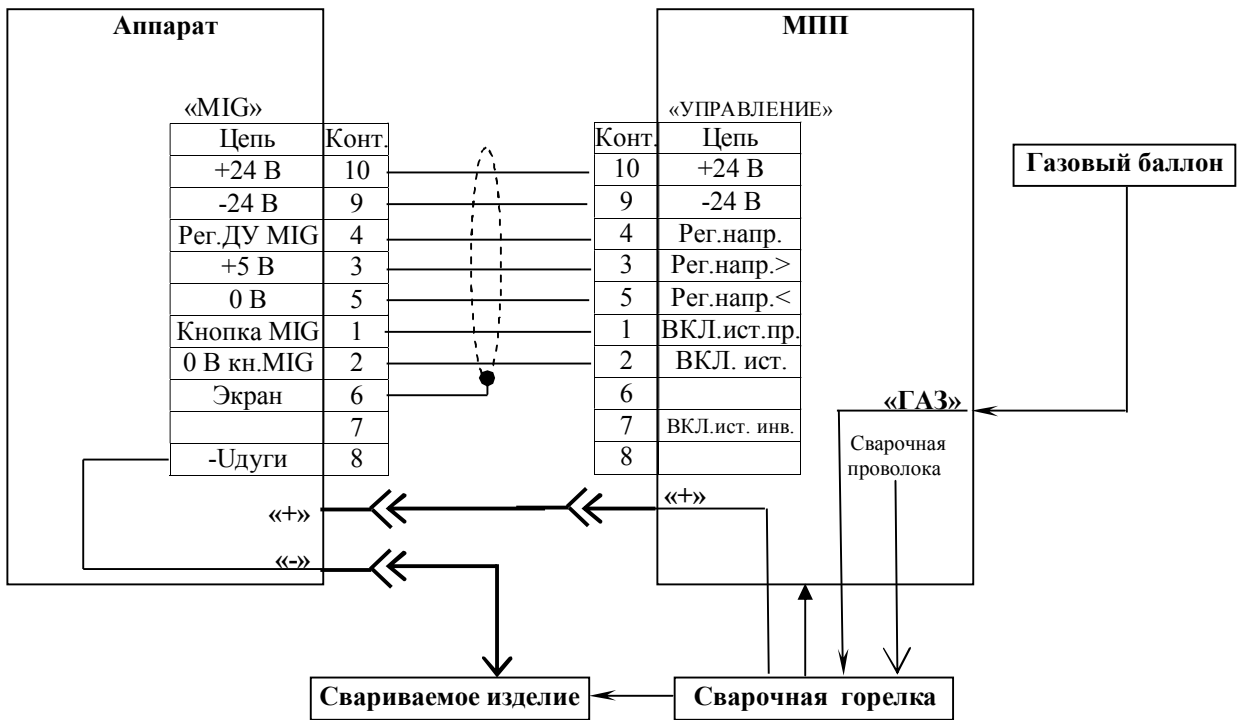 Аппарат
МПП
«MIG»
«УПРАВЛЕНИЕ»
Цепь Конт.
Конт. Цепь
+24 В 10
10 +24 В
Газовый баллон
-24 В 9
9 -24 В
Рег.ДУ MIG 4
4 Рег.напр.
+5 В 3
3 Рег.напр.>
0 В 5
5 Рег.напр.<
Кнопка MIG 1
1 ВКЛ.ист.пр.
0 В кн.MIG 2
2 ВКЛ. ист.
Экран 6
6
«ГАЗ»
7
7 ВКЛ.ист. инв.
-Uдуги 8
8
Сварочная
проволока
«+»
«+»
«-»
Свариваемое изделие
Сварочная горелка